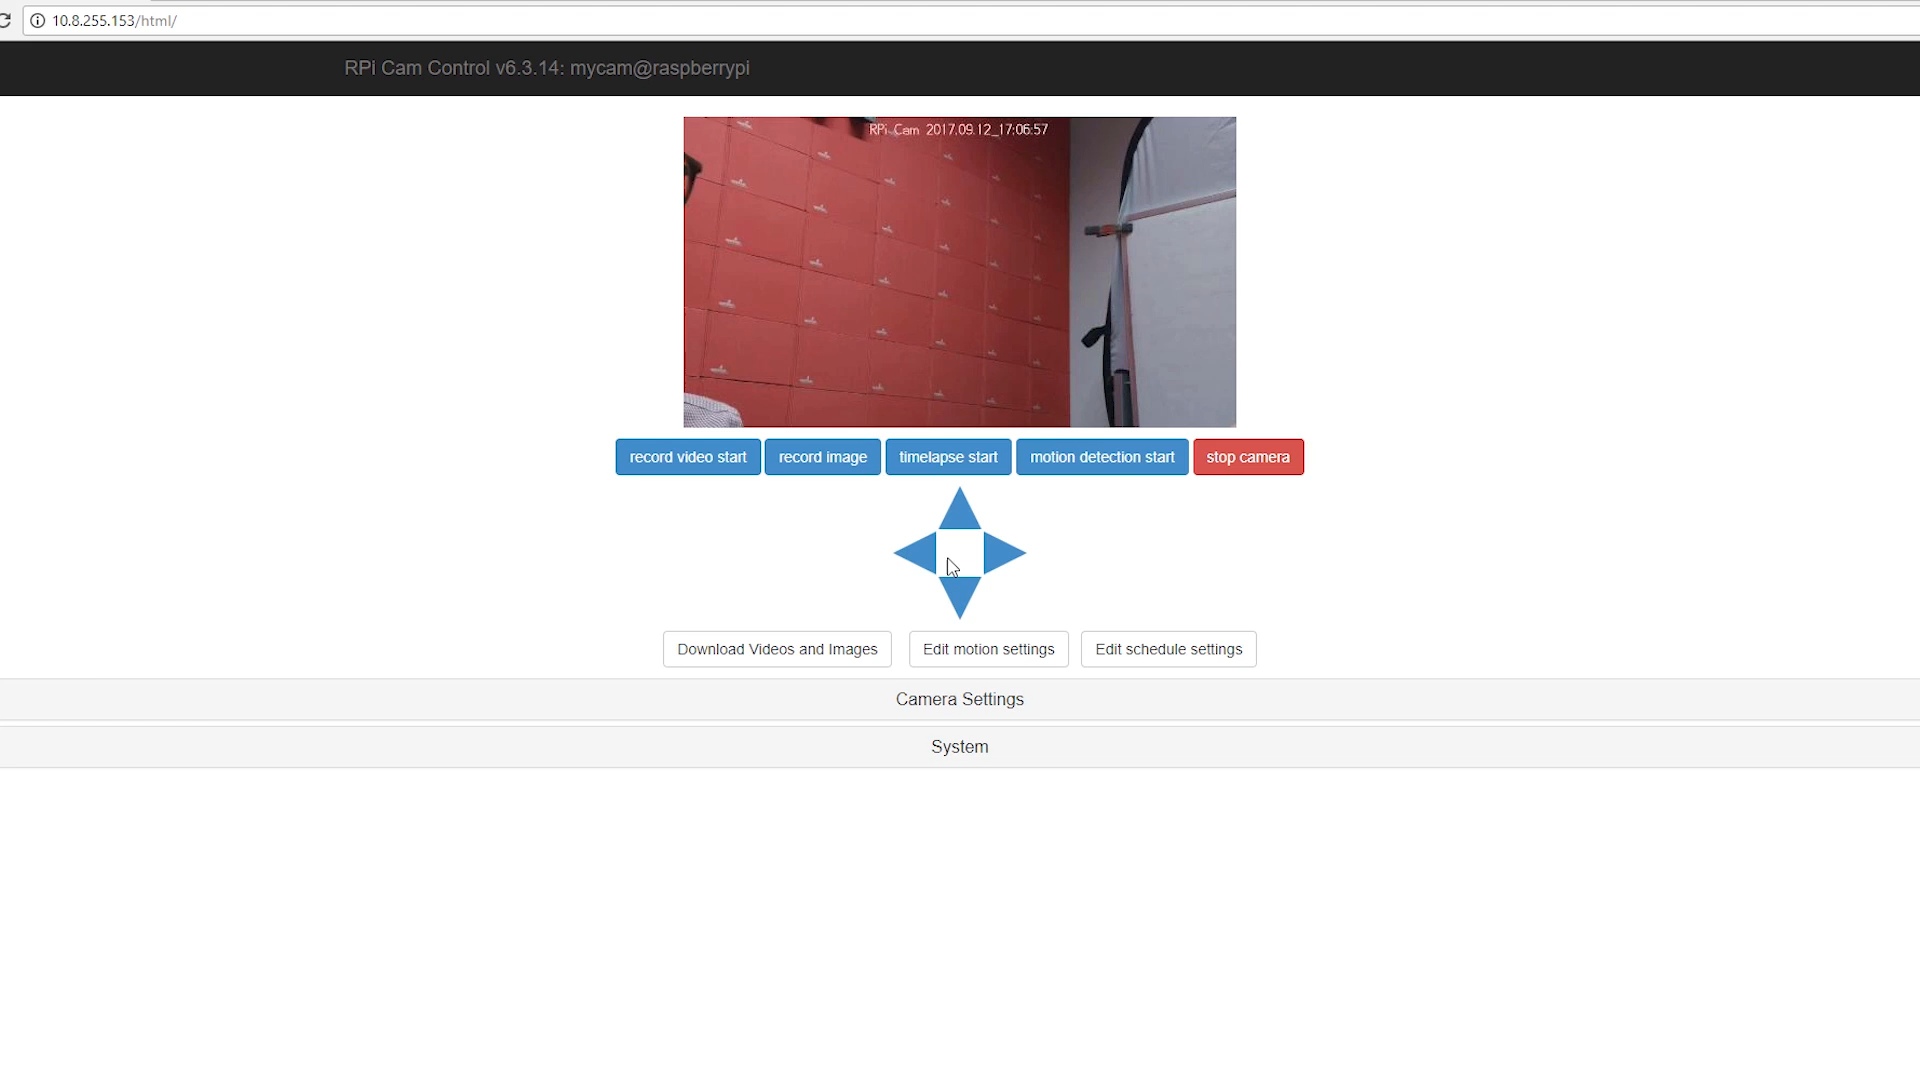 10.8.255.153/html/
RPi Cam Control v6.3.14: mycam@raspberrypi
RPi Cam 2017.09.12_17:06:57
record video start record image timelapse start motion detection start stop camera
Download Videos and Images Edit motion settings Edit schedule settings
Camera Settings
System